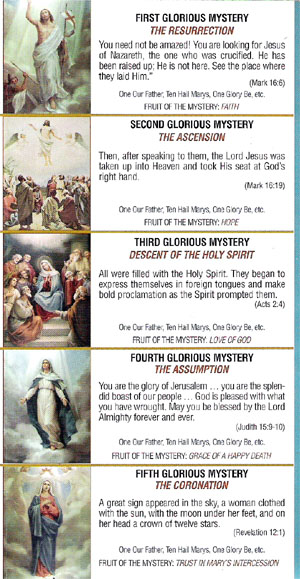 FIRST GLORIOUS MYSTERY
THE RESURRECTION
You need not be amazed! You are looking for Jesus
of Nazareth, the one who was crucified. He has
been raised up; He is not here. See the place where
they laid Him."
(Mark 16:6)
One Our Father, Ten Hail Marys, One Glory Be, etc.
FRUIT OF THE MYSTERY: FAITH
SECOND GLORIOUS MYSTERY
THE ASCENSION
Then, after speaking to them, the Lord Jesus was
taken up into Heaven and took His seat at God's
right hand.
(Mark 16:19)
One Our Father, Ten Hail Marys, One Glory Be, etc.
FRUIT OF THE MYSTERY: HOPE
THIRD GLORIOUS MYSTERY
DESCENT OF THE HOLY SPIRIT
All were filled with the Holy Spirit. They began to
express themselves in foreign tongues and make
bold proclamation as the Spirit prompted them.
(Acts 2:4)
One Our Father, Ten Hail Marys, One Glory Be, etc.
FRUIT OF THE MYSTERY: LOVE OF GOD
FOURTH GLORIOUS MYSTERY
THE ASSUMPTION
You are the glory of Jerusalem ... you are the splen-
did boast of our people ... God is pleased with what
you have wrought. May you be blessed by the Lord
Almighty forever and ever.
(Judith 15:9-10)
One Our Father, Ten Hail Marys, One Glory Be, etc.
FRUIT OF THE MYSTERY: GRACE OF A HAPPY DEATH
FIFTH GLORIOUS MYSTERY
THE CORONATION
A great sign appeared in the sky, a woman clothed
with the sun, with the moon under her feet, and on
her head a crown of twelve stars.
(Revelation 12:1)
One Our Father, Ten Hail Marys, One Glory Be, etc.
FRUIT OF THE MYSTERY: TRUST IN MARY'S INTERCESSION